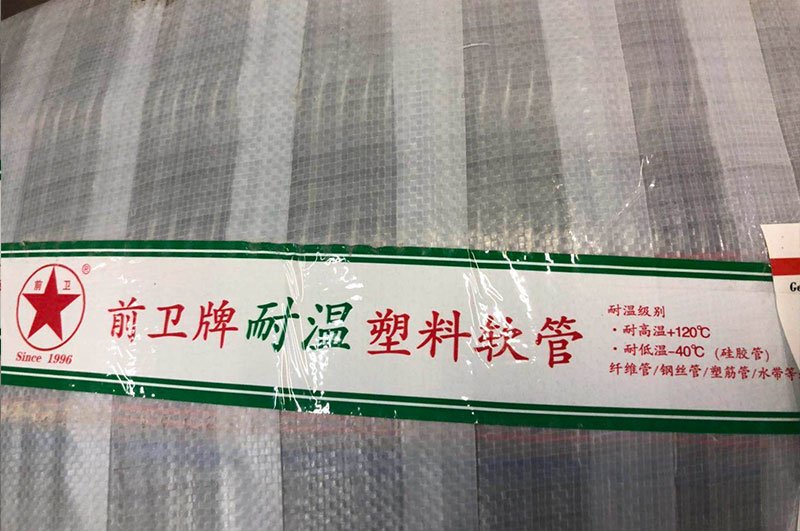 前卫
®
Since 1996
前卫牌耐温塑料软管
耐温级别
·耐高温+120℃
·耐低温-40℃（硅胶管）
纤维管/钢丝管/塑筋管/水带等
Ge